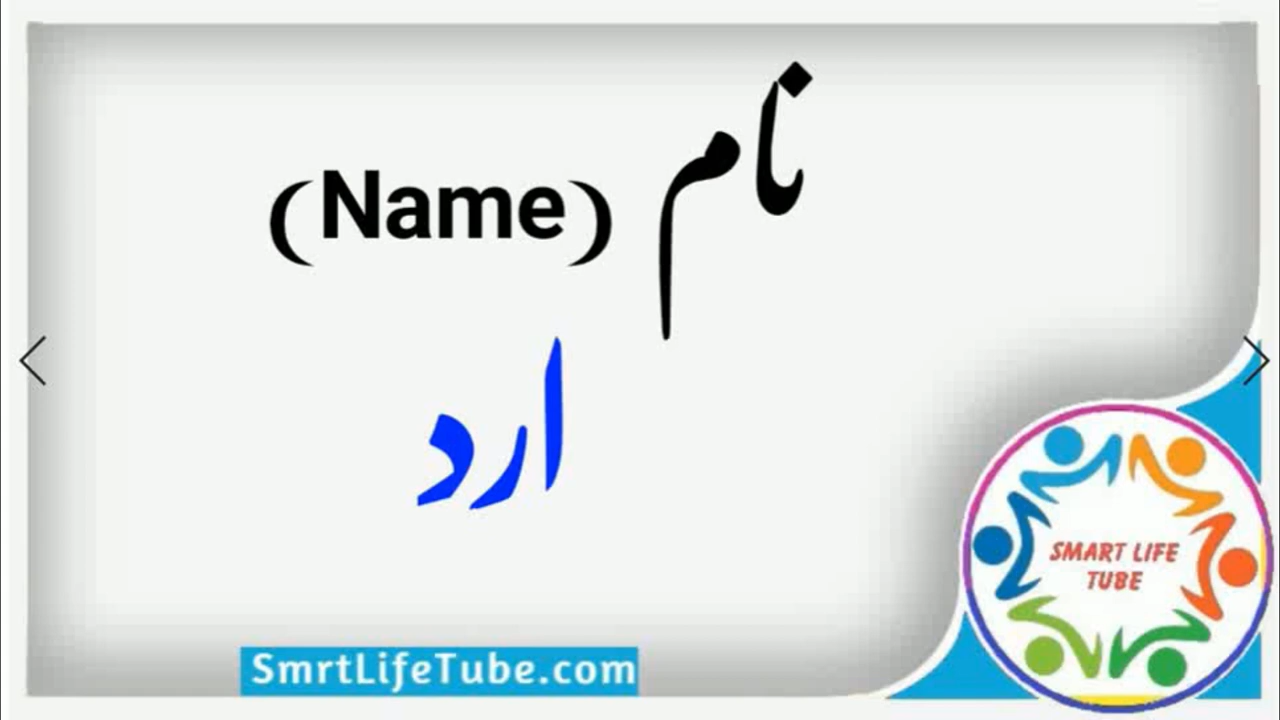 نام (Name)
ارد
SMART LIFE
TUBE
SmrtLifeTube.com